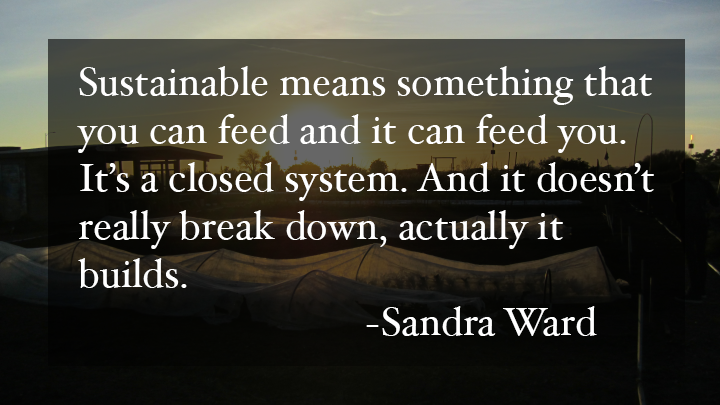 Sustainable means something that
you can feed and it can feed you.
It's a closed system. And it doesn't
really break down, actually it
builds.
-Sandra Ward